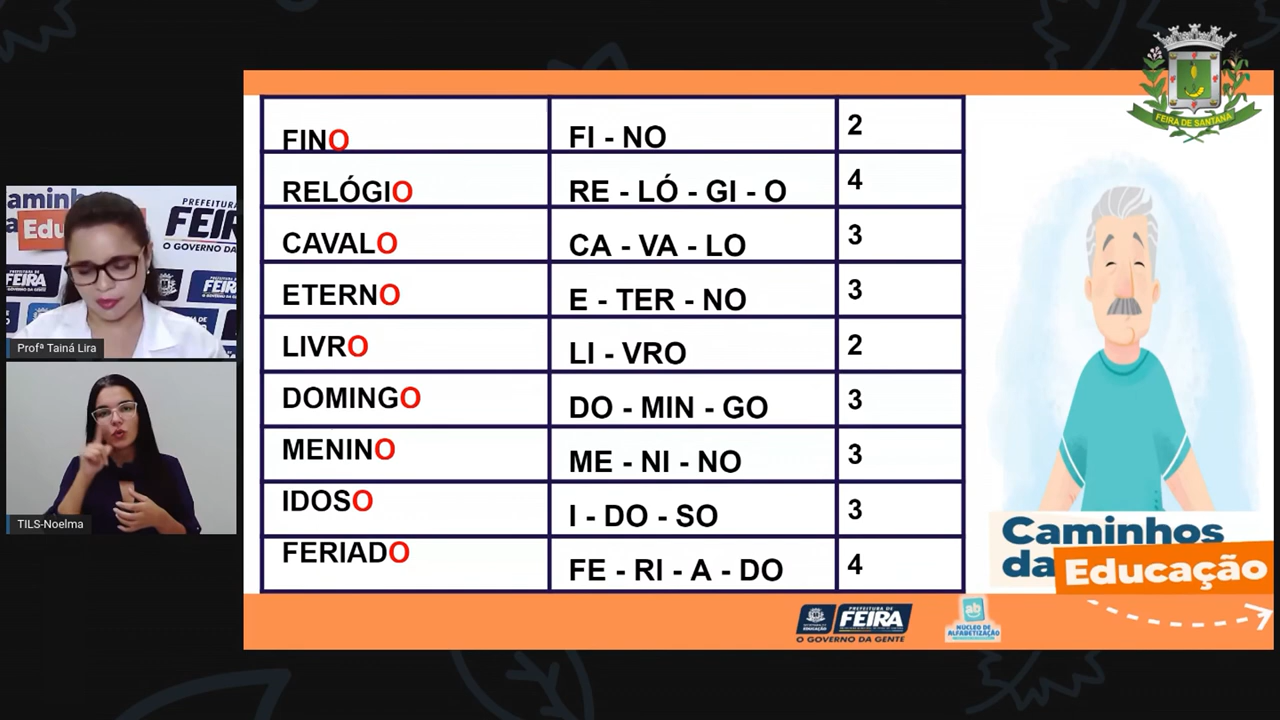 FEIRA DE SANTANA
FINO FI - NO 2
RELÓGIO RE - LÓ - GI - O 4
CAVALO CA - VA - LO 3
ETERNO E - TER - NO 3
LIVRO LI - VRO 2
DOMINGO DO - MIN - GO 3
MENINO ME - NI - NO 3
IDOSO I - DO - SO 3
FERIADO FE - RI - A - DO 4
Profª Tainá Lira
TILS-Noelma
Caminhos
da Educação
PREFEITURA DE
FEIRA
O GOVERNO DA GENTE
ab
NÚCLEO DE
ALFABETIZAÇÃO